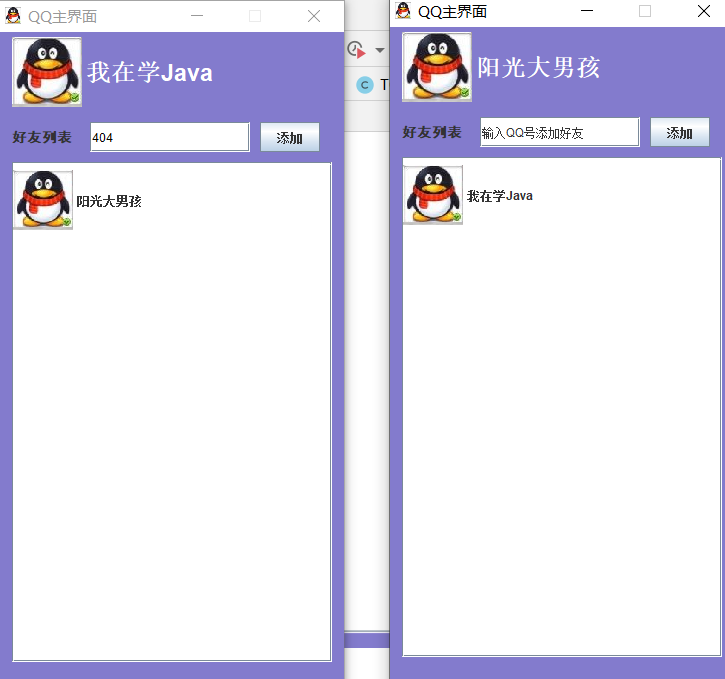 QQ主界面
我在学Java
好友列表
404
添加
阳光大男孩
C T
QQ主界面
阳光大男孩
好友列表
输入QQ号添加好友
添加
我在学Java